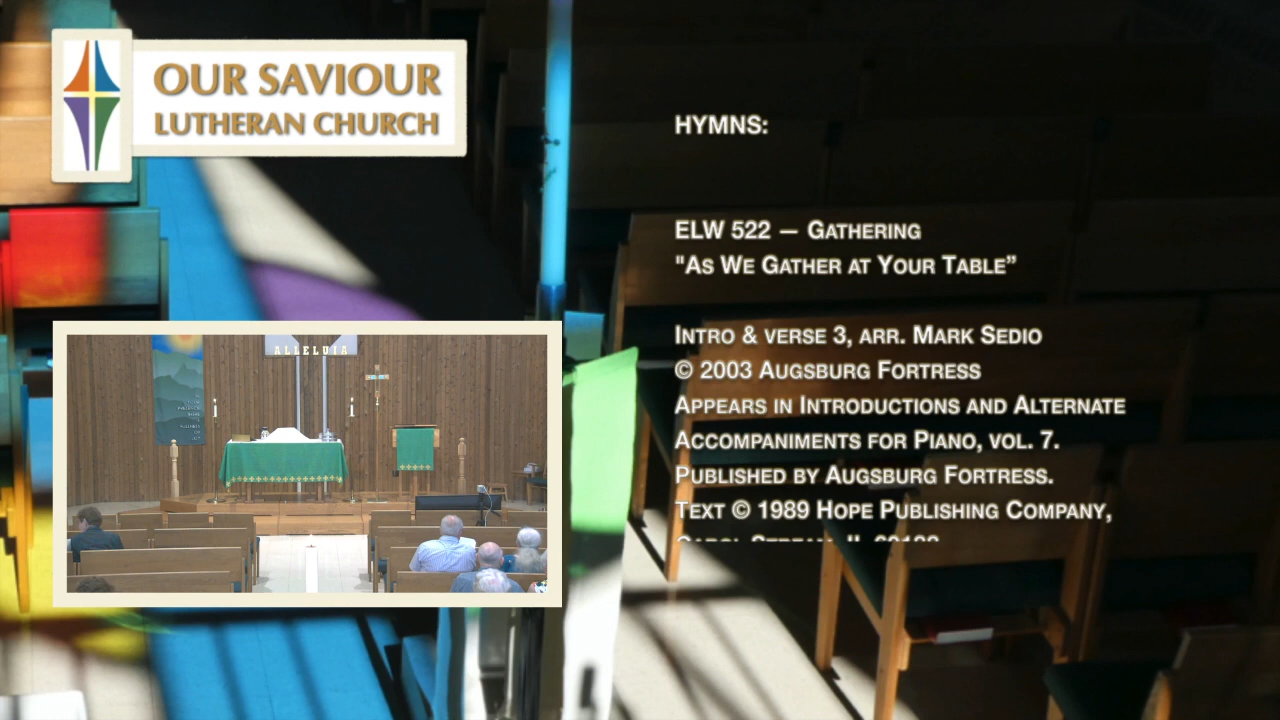 OUR SAVIOUR
LUTHERAN CHURCH
HYMNS:
ELW 522 – Gathering
"As We Gather at Your Table”
Intro & verse 3, arr. Mark Sedio
© 2003 Augsburg Fortress
Appears in Introductions and Alternate
Accompaniments for Piano, vol. 7.
Published by Augsburg Fortress.
Text © 1989 Hope Publishing Company,
ALLELUIA